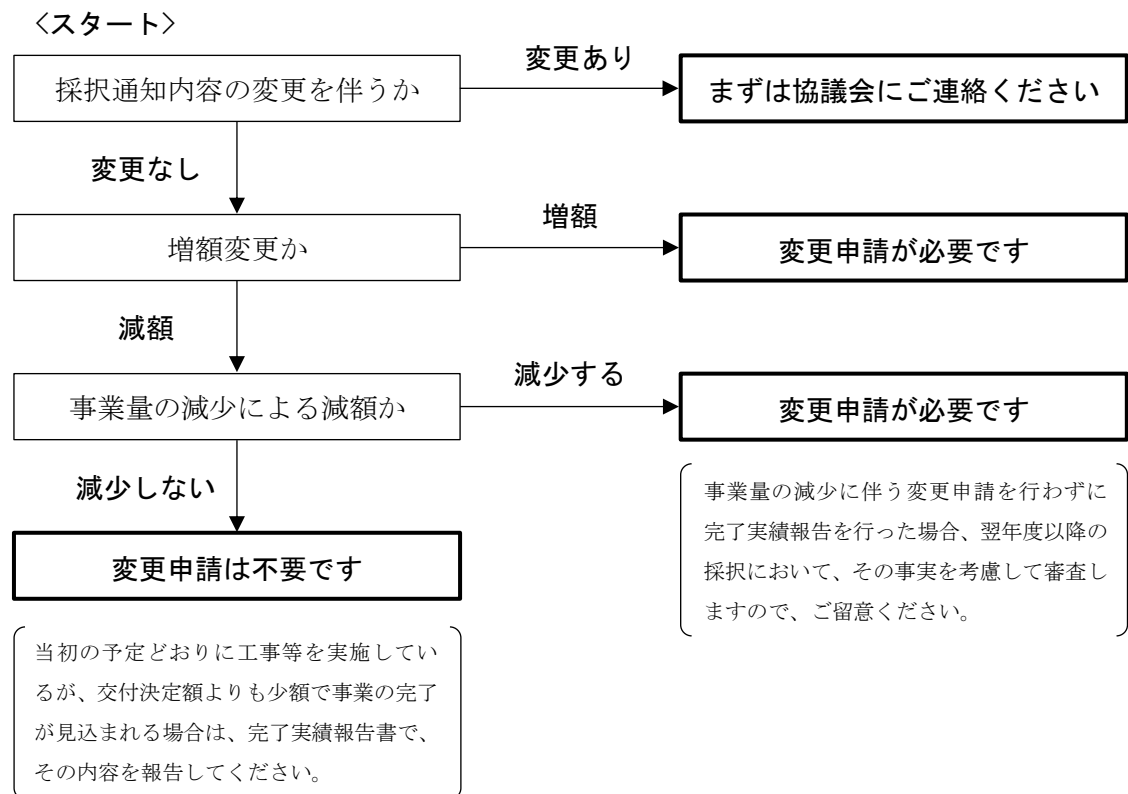 〈スタート〉
採択通知内容の変更を伴うか
変更あり
まずは協議会にご連絡ください
変更なし
増額変更か
増額
変更申請が必要です
減額
事業量の減少による減額か
減少する
変更申請が必要です
減少しない
変更申請は不要です
事業量の減少に伴う変更申請を行わずに
完了実績報告を行った場合、翌年度以降の
採択において、その事実を考慮して審査し
ますので、ご留意ください。
当初の予定どおりに工事等を実施してい
るが、交付決定額よりも少額で事業の完了
が見込まれる場合は、完了実績報告書で、
その内容を報告してください。